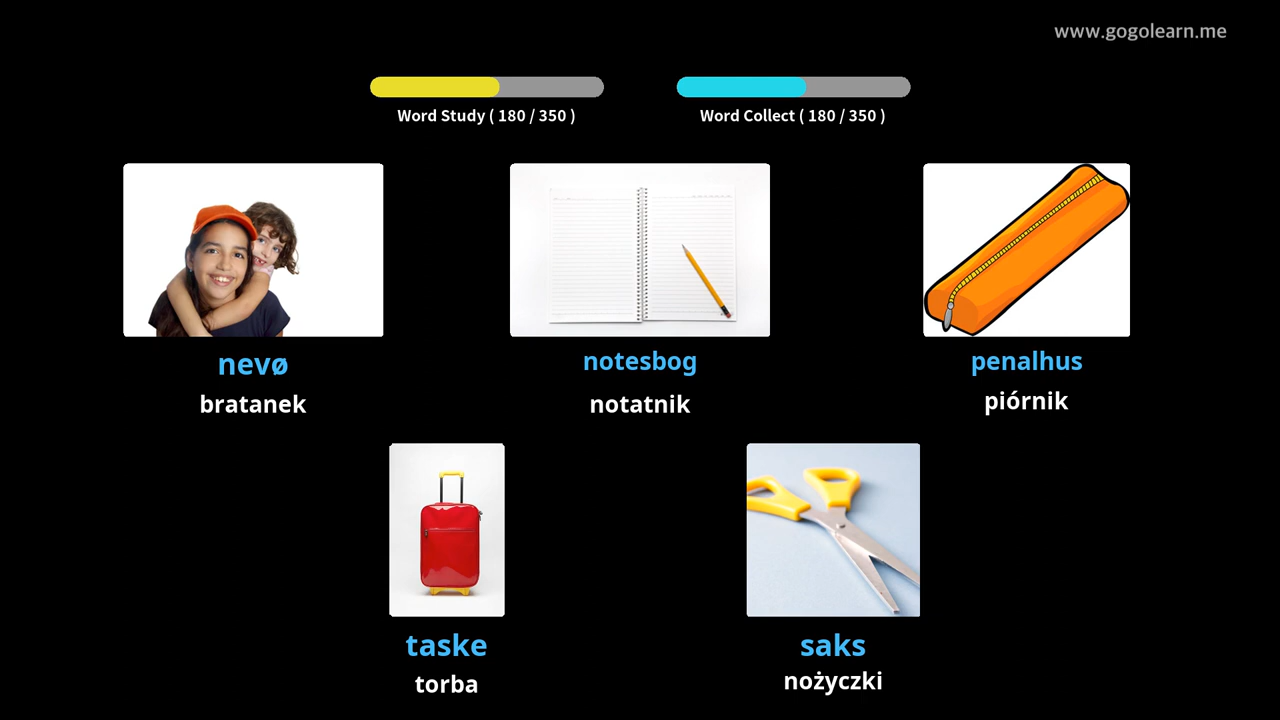 www.gogolearn.me
Word Study ( 180 / 350 )
Word Collect ( 180 / 350 )
nevø
bratanek
notesbog
notatnik
penalhus
piórnik
taske
torba
saks
nożyczki